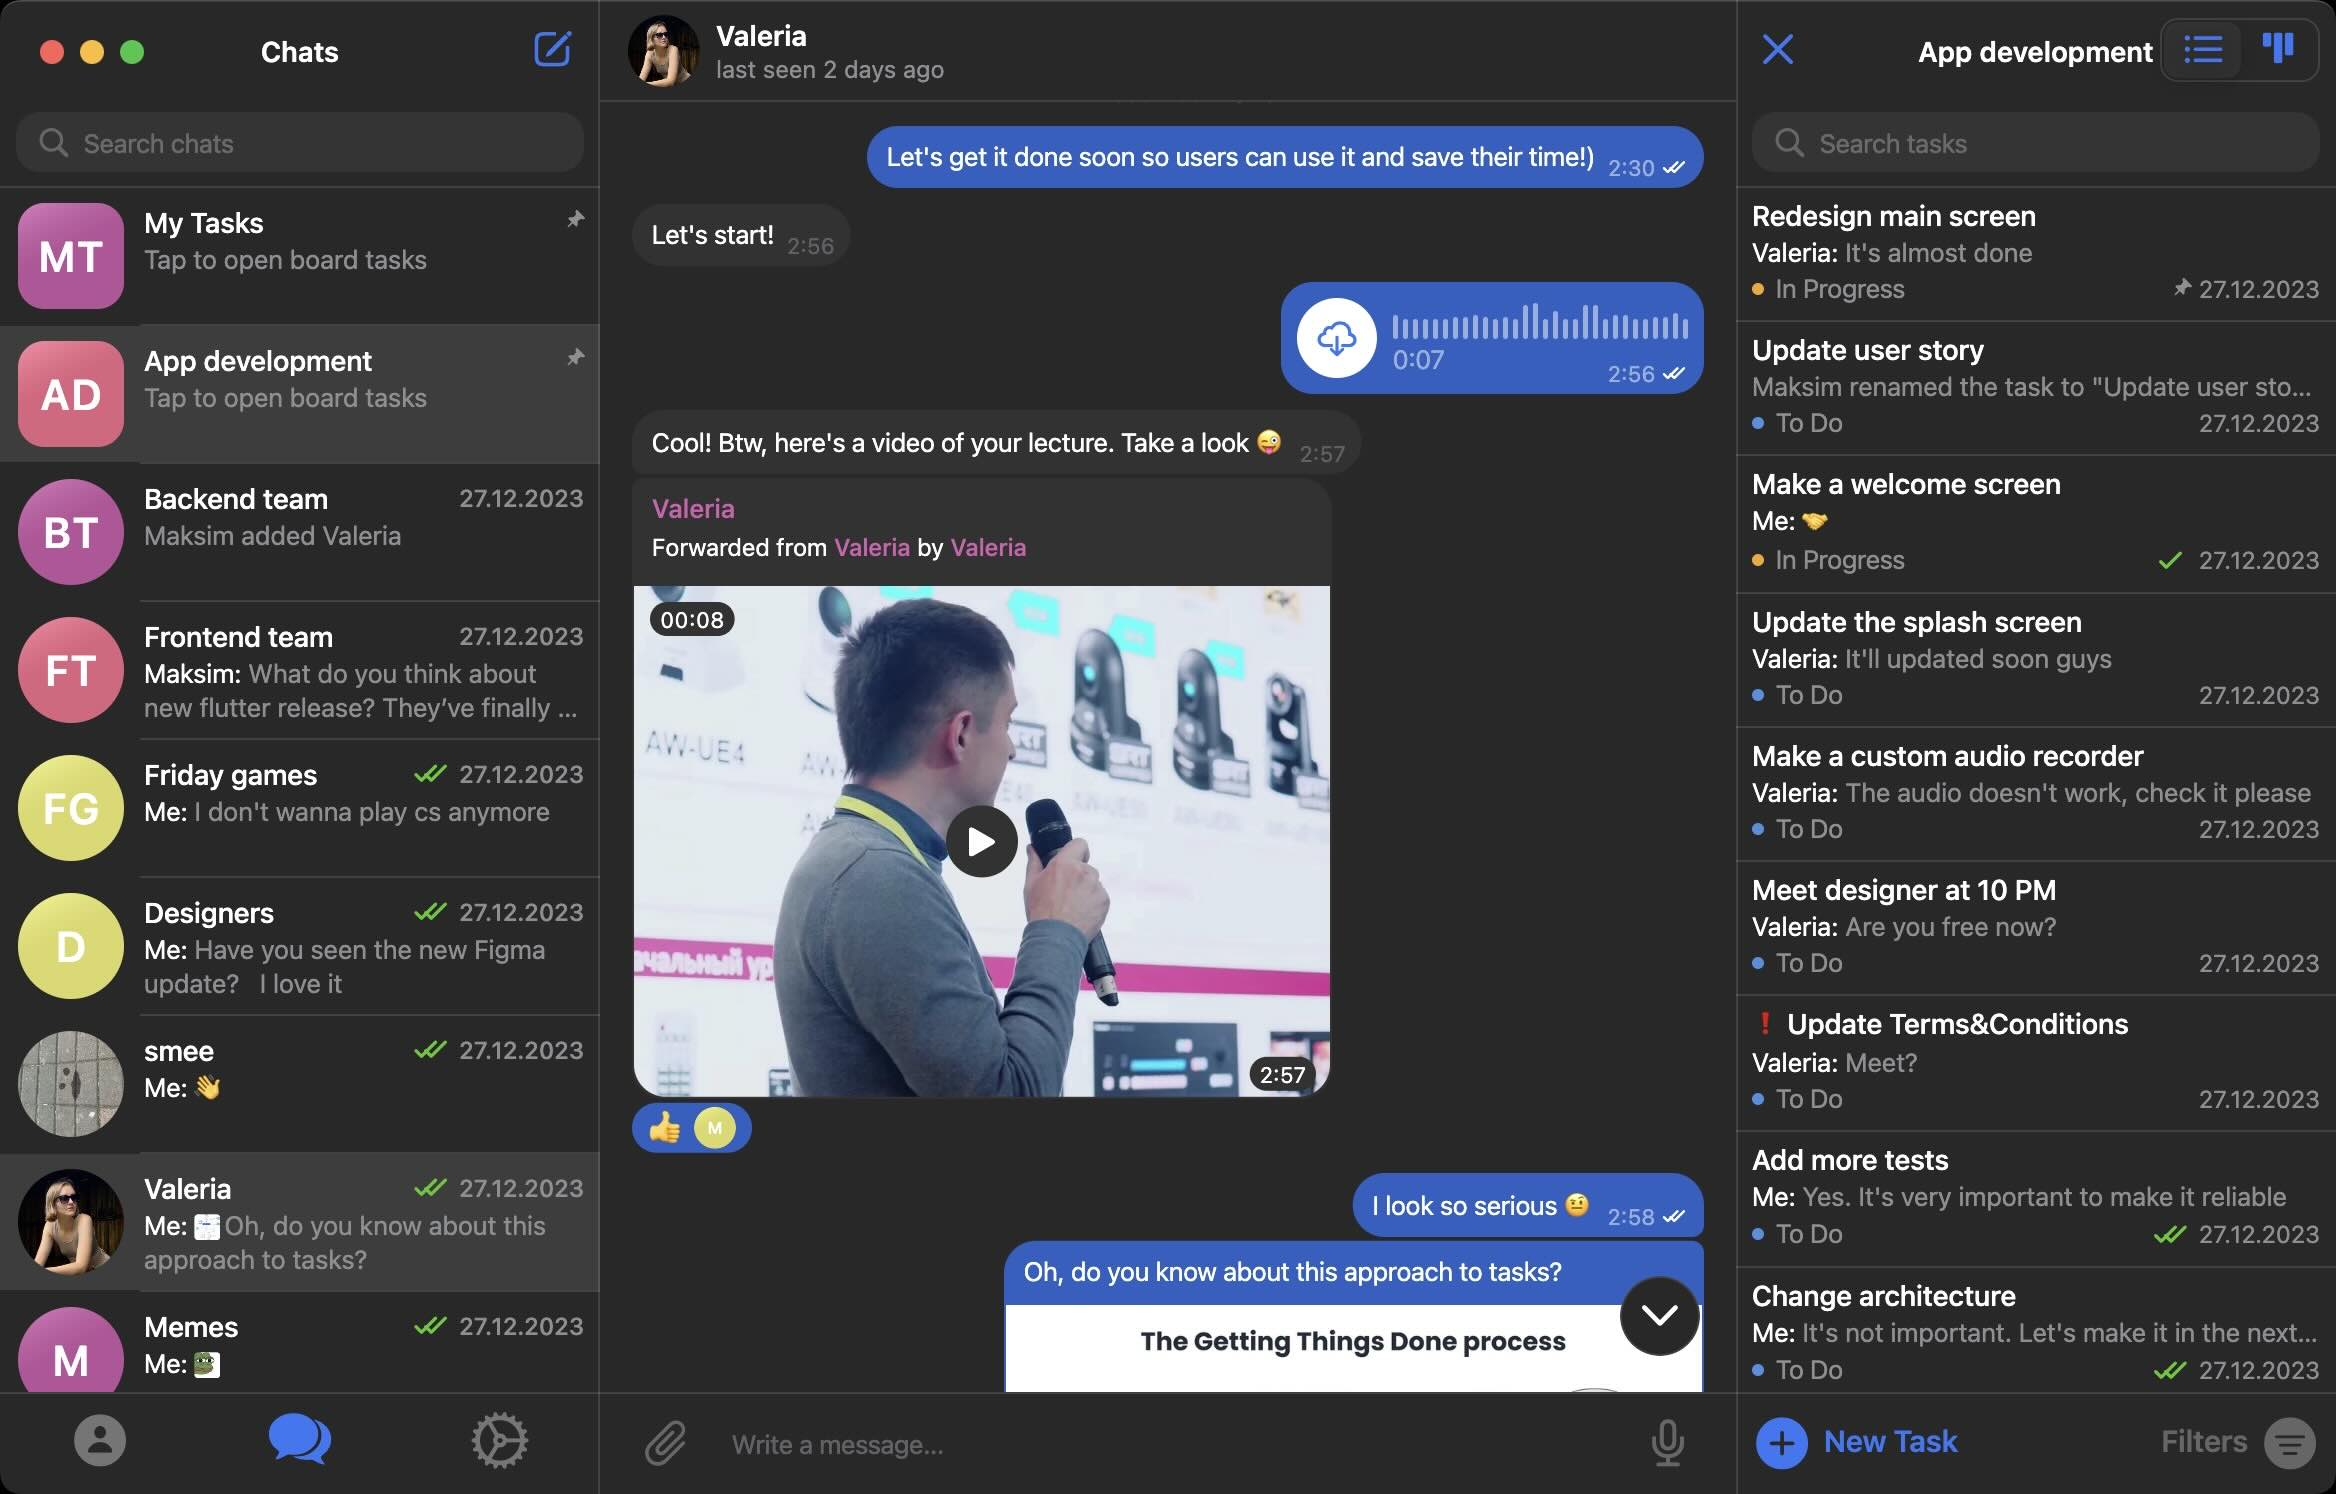 Chats
Search chats
MT
My Tasks
Tap to open board tasks
AD
App development
Tap to open board tasks
BT
Backend team
27.12.2023
Maksim added Valeria
FT
Frontend team
27.12.2023
Maksim: What do you think about
new flutter release? They've finally ...
FG
Friday games
27.12.2023
Me: I don't wanna play cs anymore
D
Designers
27.12.2023
Me: Have you seen the new Figma
update? I love it
smee
27.12.2023
Me: 👋
Valeria
27.12.2023
Me: Oh, do you know about this
approach to tasks?
M
Memes
27.12.2023
Me:
Valeria
last seen 2 days ago
Let's get it done soon so users can use it and save their time!) 2:30
Let's start! 2:56
0:07
2:56
Cool! Btw, here's a video of your lecture. Take a look 😜 2:57
Valeria
Forwarded from Valeria by Valeria
00:08
AW-UE4
2:57
👍 M
I look so serious 🤨 2:58
Oh, do you know about this approach to tasks?
The Getting Things Done process
Write a message...
App development
Search tasks
Redesign main screen
Valeria: It's almost done
In Progress
27.12.2023
Update user story
Maksim renamed the task to "Update user sto...
To Do
27.12.2023
Make a welcome screen
Me: 🤝
In Progress
27.12.2023
Update the splash screen
Valeria: It'll updated soon guys
To Do
27.12.2023
Make a custom audio recorder
Valeria: The audio doesn't work, check it please
To Do
27.12.2023
Meet designer at 10 PM
Valeria: Are you free now?
To Do
27.12.2023
❗ Update Terms&Conditions
Valeria: Meet?
To Do
27.12.2023
Add more tests
Me: Yes. It's very important to make it reliable
To Do
27.12.2023
Change architecture
Me: It's not important. Let's make it in the next...
To Do
27.12.2023
New Task
Filters